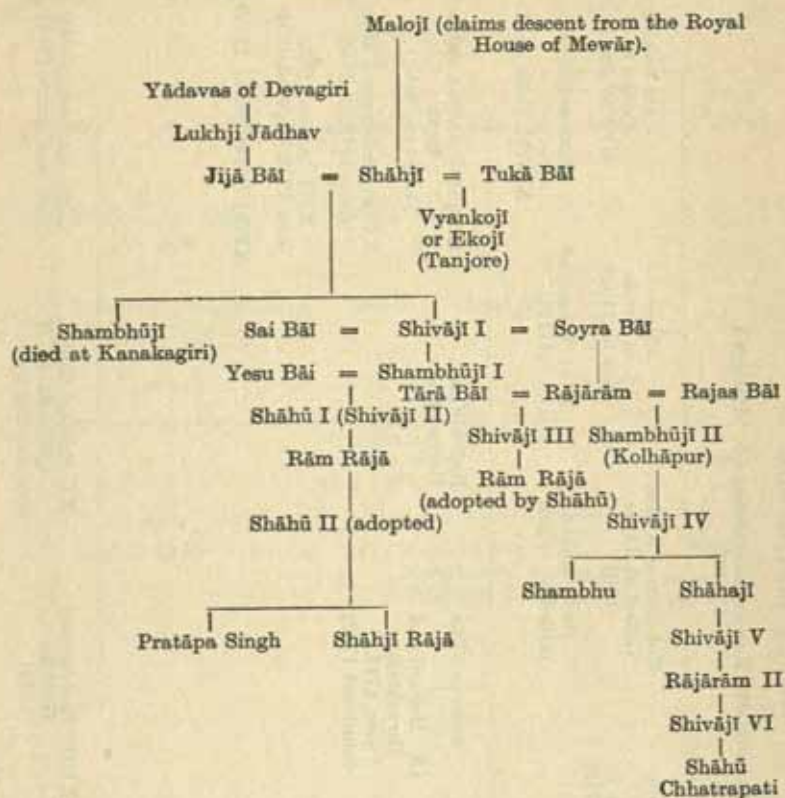 Malojī (claims descent from the Royal
House of Mewār).
Yādavas of Devagiri
Lukhji Jādhav
Jijā Bāī = Shāhjī = Tukā Bāī
Vyankojī
or Ekojī
(Tanjore)
Shambhūjī
(died at Kanakagiri)
Sai Bāī = Shivājī I = Soyra Bāī
Yesu Bāi = Shambhūjī I
Tārā Bāī = Rājārām = Rajas Bāī
Shāhū I (Shivājī II)
Shivājī III
Shambhūjī II
(Kolhāpur)
Rām Rājā
Rām Rājā
(adopted by Shāhū)
Shāhū II (adopted)
Shivājī IV
Shambhu
Shāhajī
Pratāpa Singh
Shāhjī Rājā
Shivājī V
Rājārām II
Shivājī VI
Shāhū
Chhatrapati